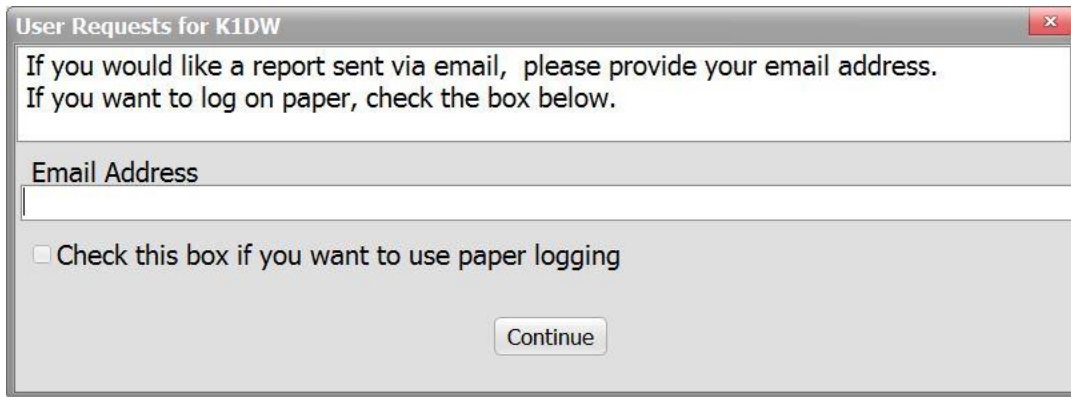 User Requests for K1DW
If you would like a report sent via email,  please provide your email address.
If you want to log on paper, check the box below.
Email Address
Check this box if you want to use paper logging
Continue